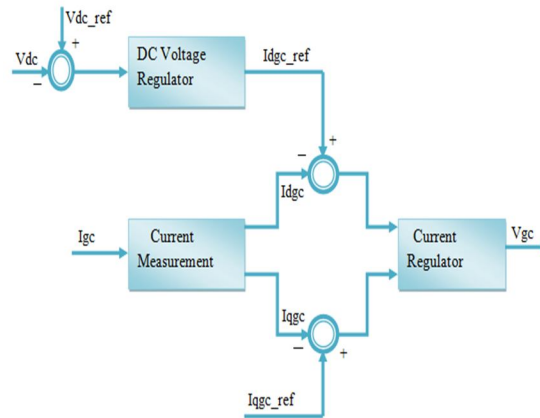 Vdc_ref
+
Vdc
–
DC Voltage
Regulator
Idgc_ref
+
–
Idgc
Igc
Current
Measurement
Current
Regulator
Vgc
Iqgc
–
+
Iqgc_ref